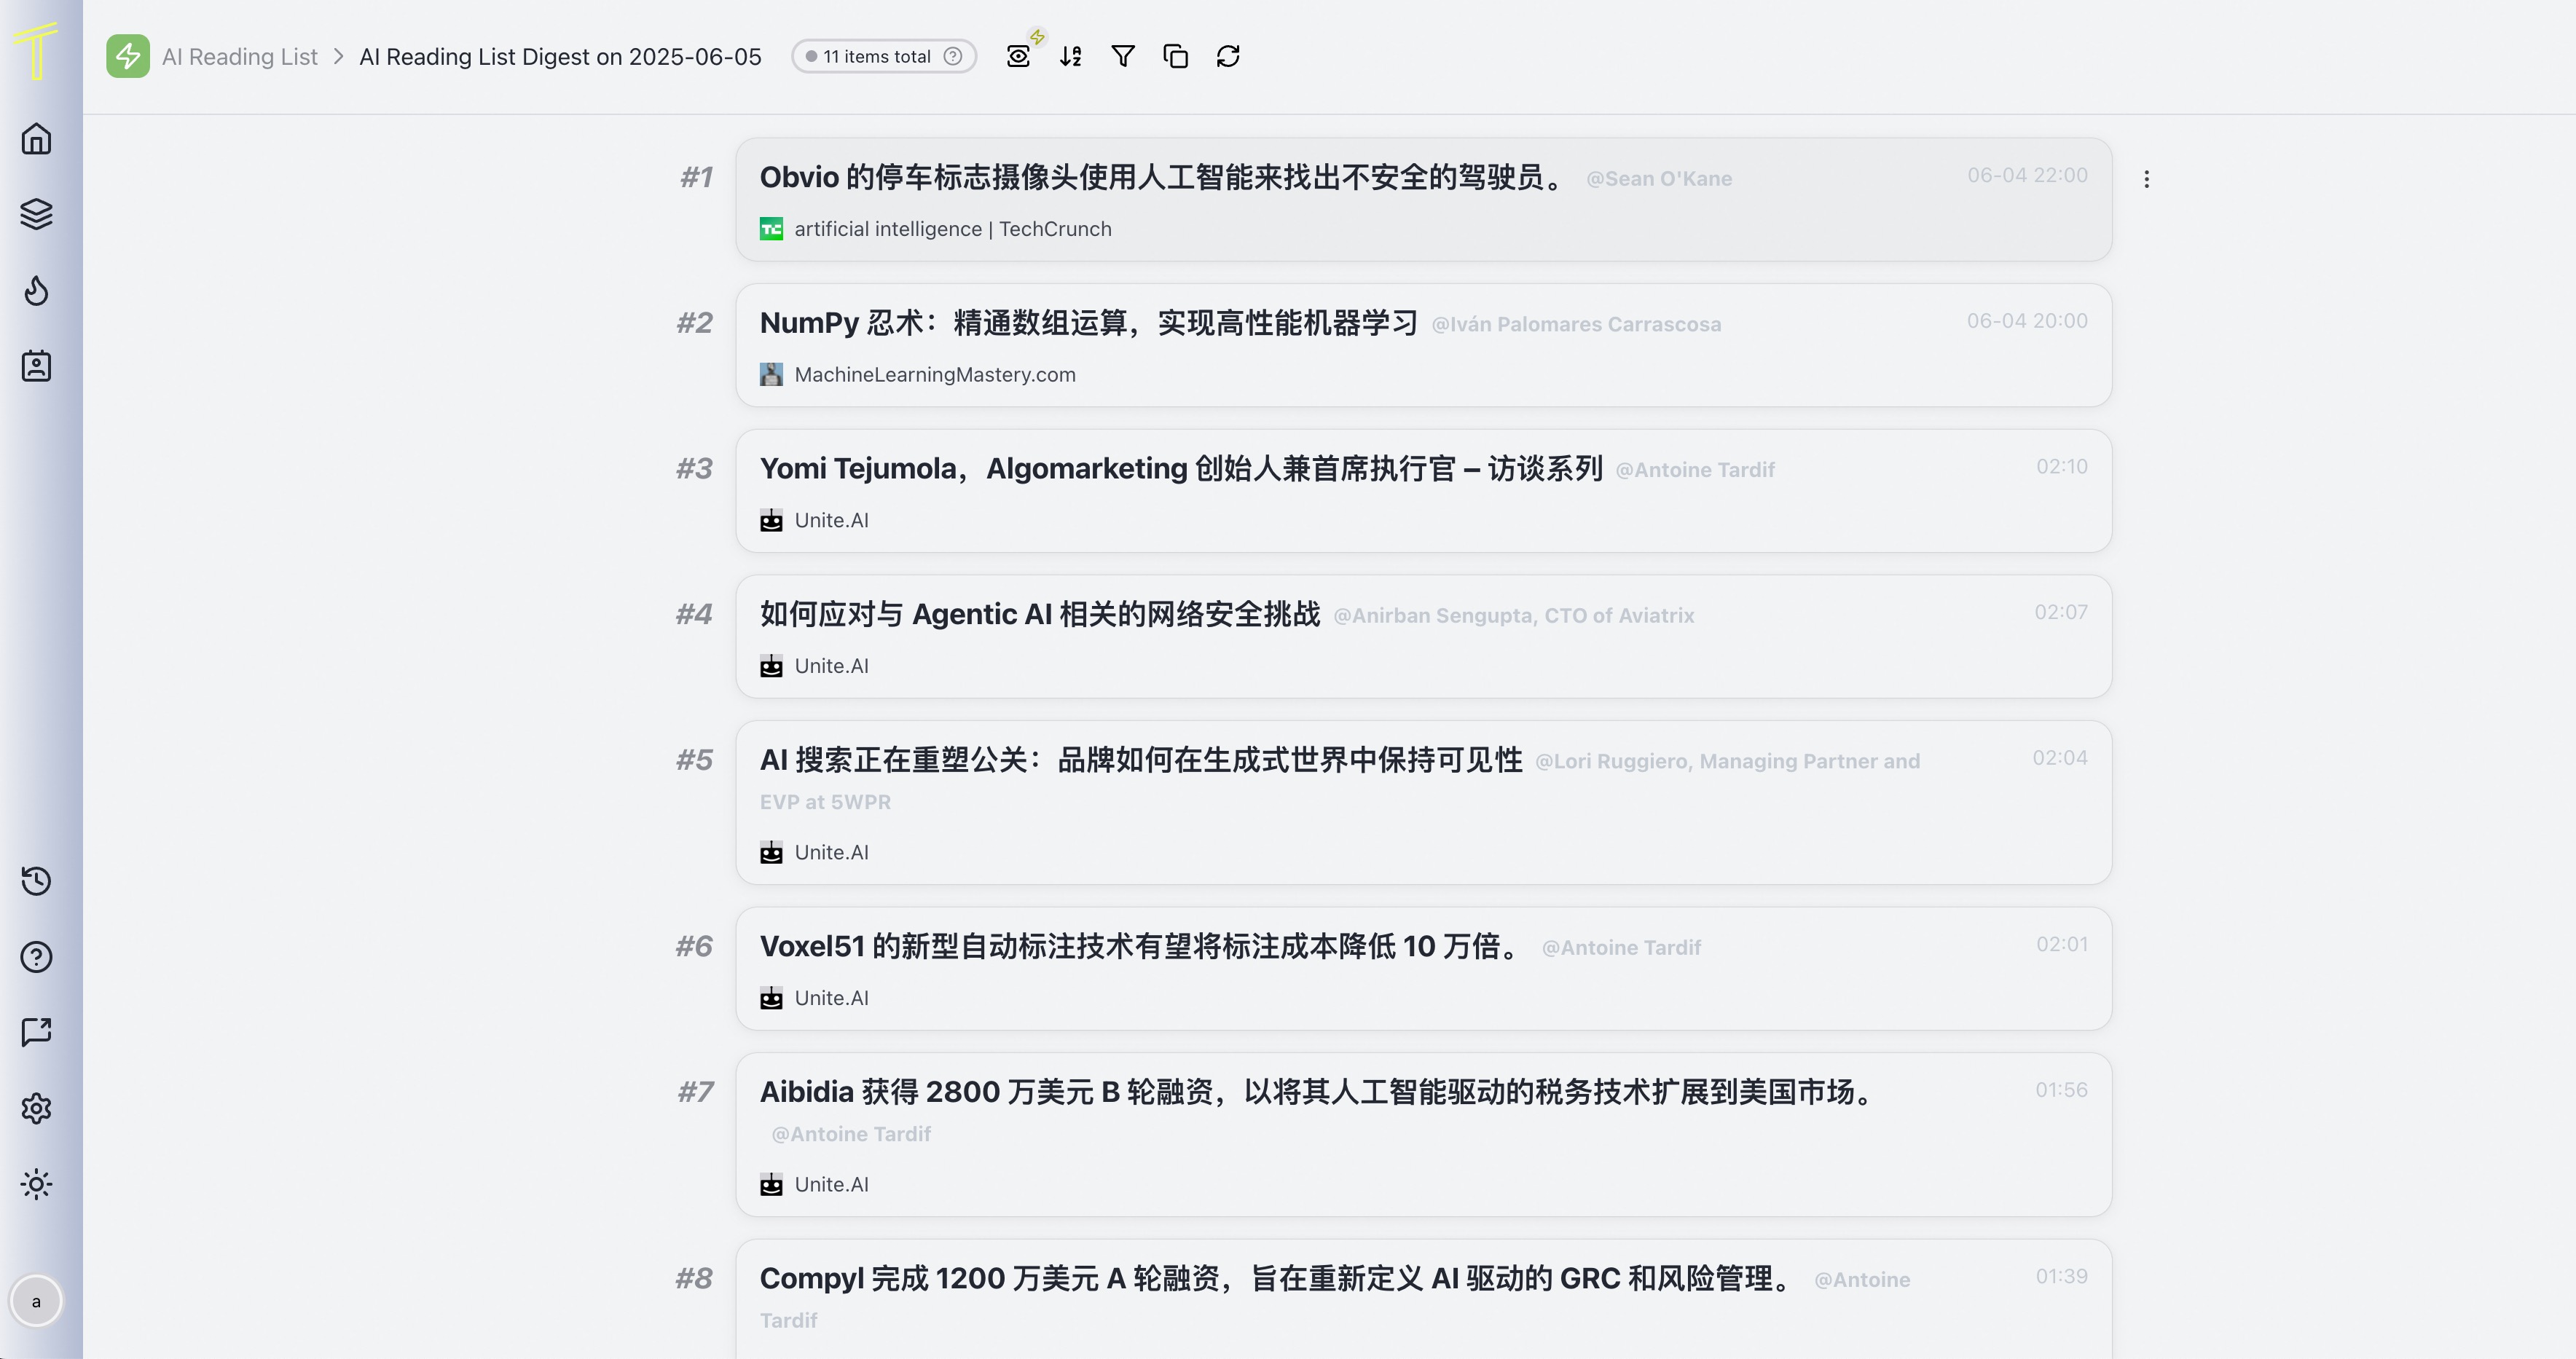 AI Reading List > AI Reading List Digest on 2025-06-05 11 items total
#1 Obvio 的停车标志摄像头使用人工智能来找出不安全的驾驶员。 @Sean O'Kane 06-04 22:00
artificial intelligence | TechCrunch
#2 NumPy 忍术：精通数组运算，实现高性能机器学习 @Iván Palomares Carrascosa 06-04 20:00
MachineLearningMastery.com
#3 Yomi Tejumola，Algomarketing 创始人兼首席执行官 – 访谈系列 @Antoine Tardif 02:10
Unite.AI
#4 如何应对与 Agentic AI 相关的网络安全挑战 @Anirban Sengupta, CTO of Aviatrix 02:07
Unite.AI
#5 AI 搜索正在重塑公关：品牌如何在生成式世界中保持可见性 @Lori Ruggiero, Managing Partner and 02:04
EVP at 5WPR
Unite.AI
#6 Voxel51 的新型自动标注技术有望将标注成本降低 10 万倍。 @Antoine Tardif 02:01
Unite.AI
#7 Aibidia 获得 2800 万美元 B 轮融资，以将其人工智能驱动的税务技术扩展到美国市场。 01:56
@Antoine Tardif
Unite.AI
#8 Compyl 完成 1200 万美元 A 轮融资，旨在重新定义 AI 驱动的 GRC 和风险管理。 @Antoine 01:39
Tardif
a